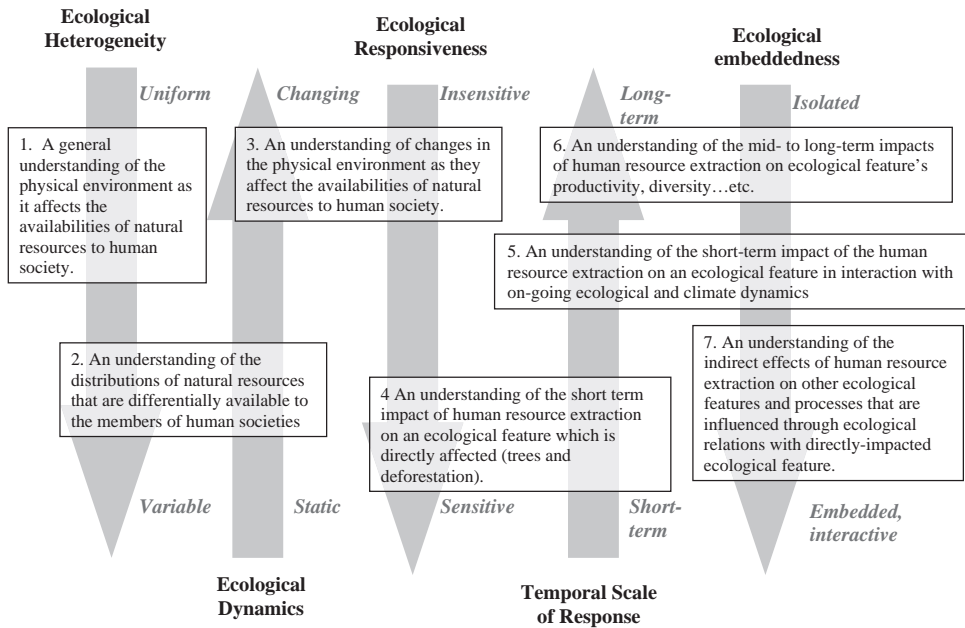 Ecological
Heterogeneity
Ecological
Responsiveness
Ecological
embeddedness
Uniform
Changing
Insensitive
Long-
term
Isolated
1. A general
understanding of the
physical environment as
it affects the
availabilities of natural
resources to human
society.
3. An understanding of changes in
the physical environment as they
affect the availabilities of natural
resources to human society.
6. An understanding of the mid- to long-term impacts
of human resource extraction on ecological feature's
productivity, diversity…etc.
5. An understanding of the short-term impact of the human
resource extraction on an ecological feature in interaction with
on-going ecological and climate dynamics
2. An understanding of the
distributions of natural resources
that are differentially available to
the members of human societies
4 An understanding of the short term
impact of human resource extraction
on an ecological feature which is
directly affected (trees and
deforestation).
7. An understanding of the
indirect effects of human resource
extraction on other ecological
features and processes that are
influenced through ecological
relations with directly-impacted
ecological feature.
Variable
Static
Sensitive
Short-
term
Embedded,
interactive
Ecological
Dynamics
Temporal Scale
of Response